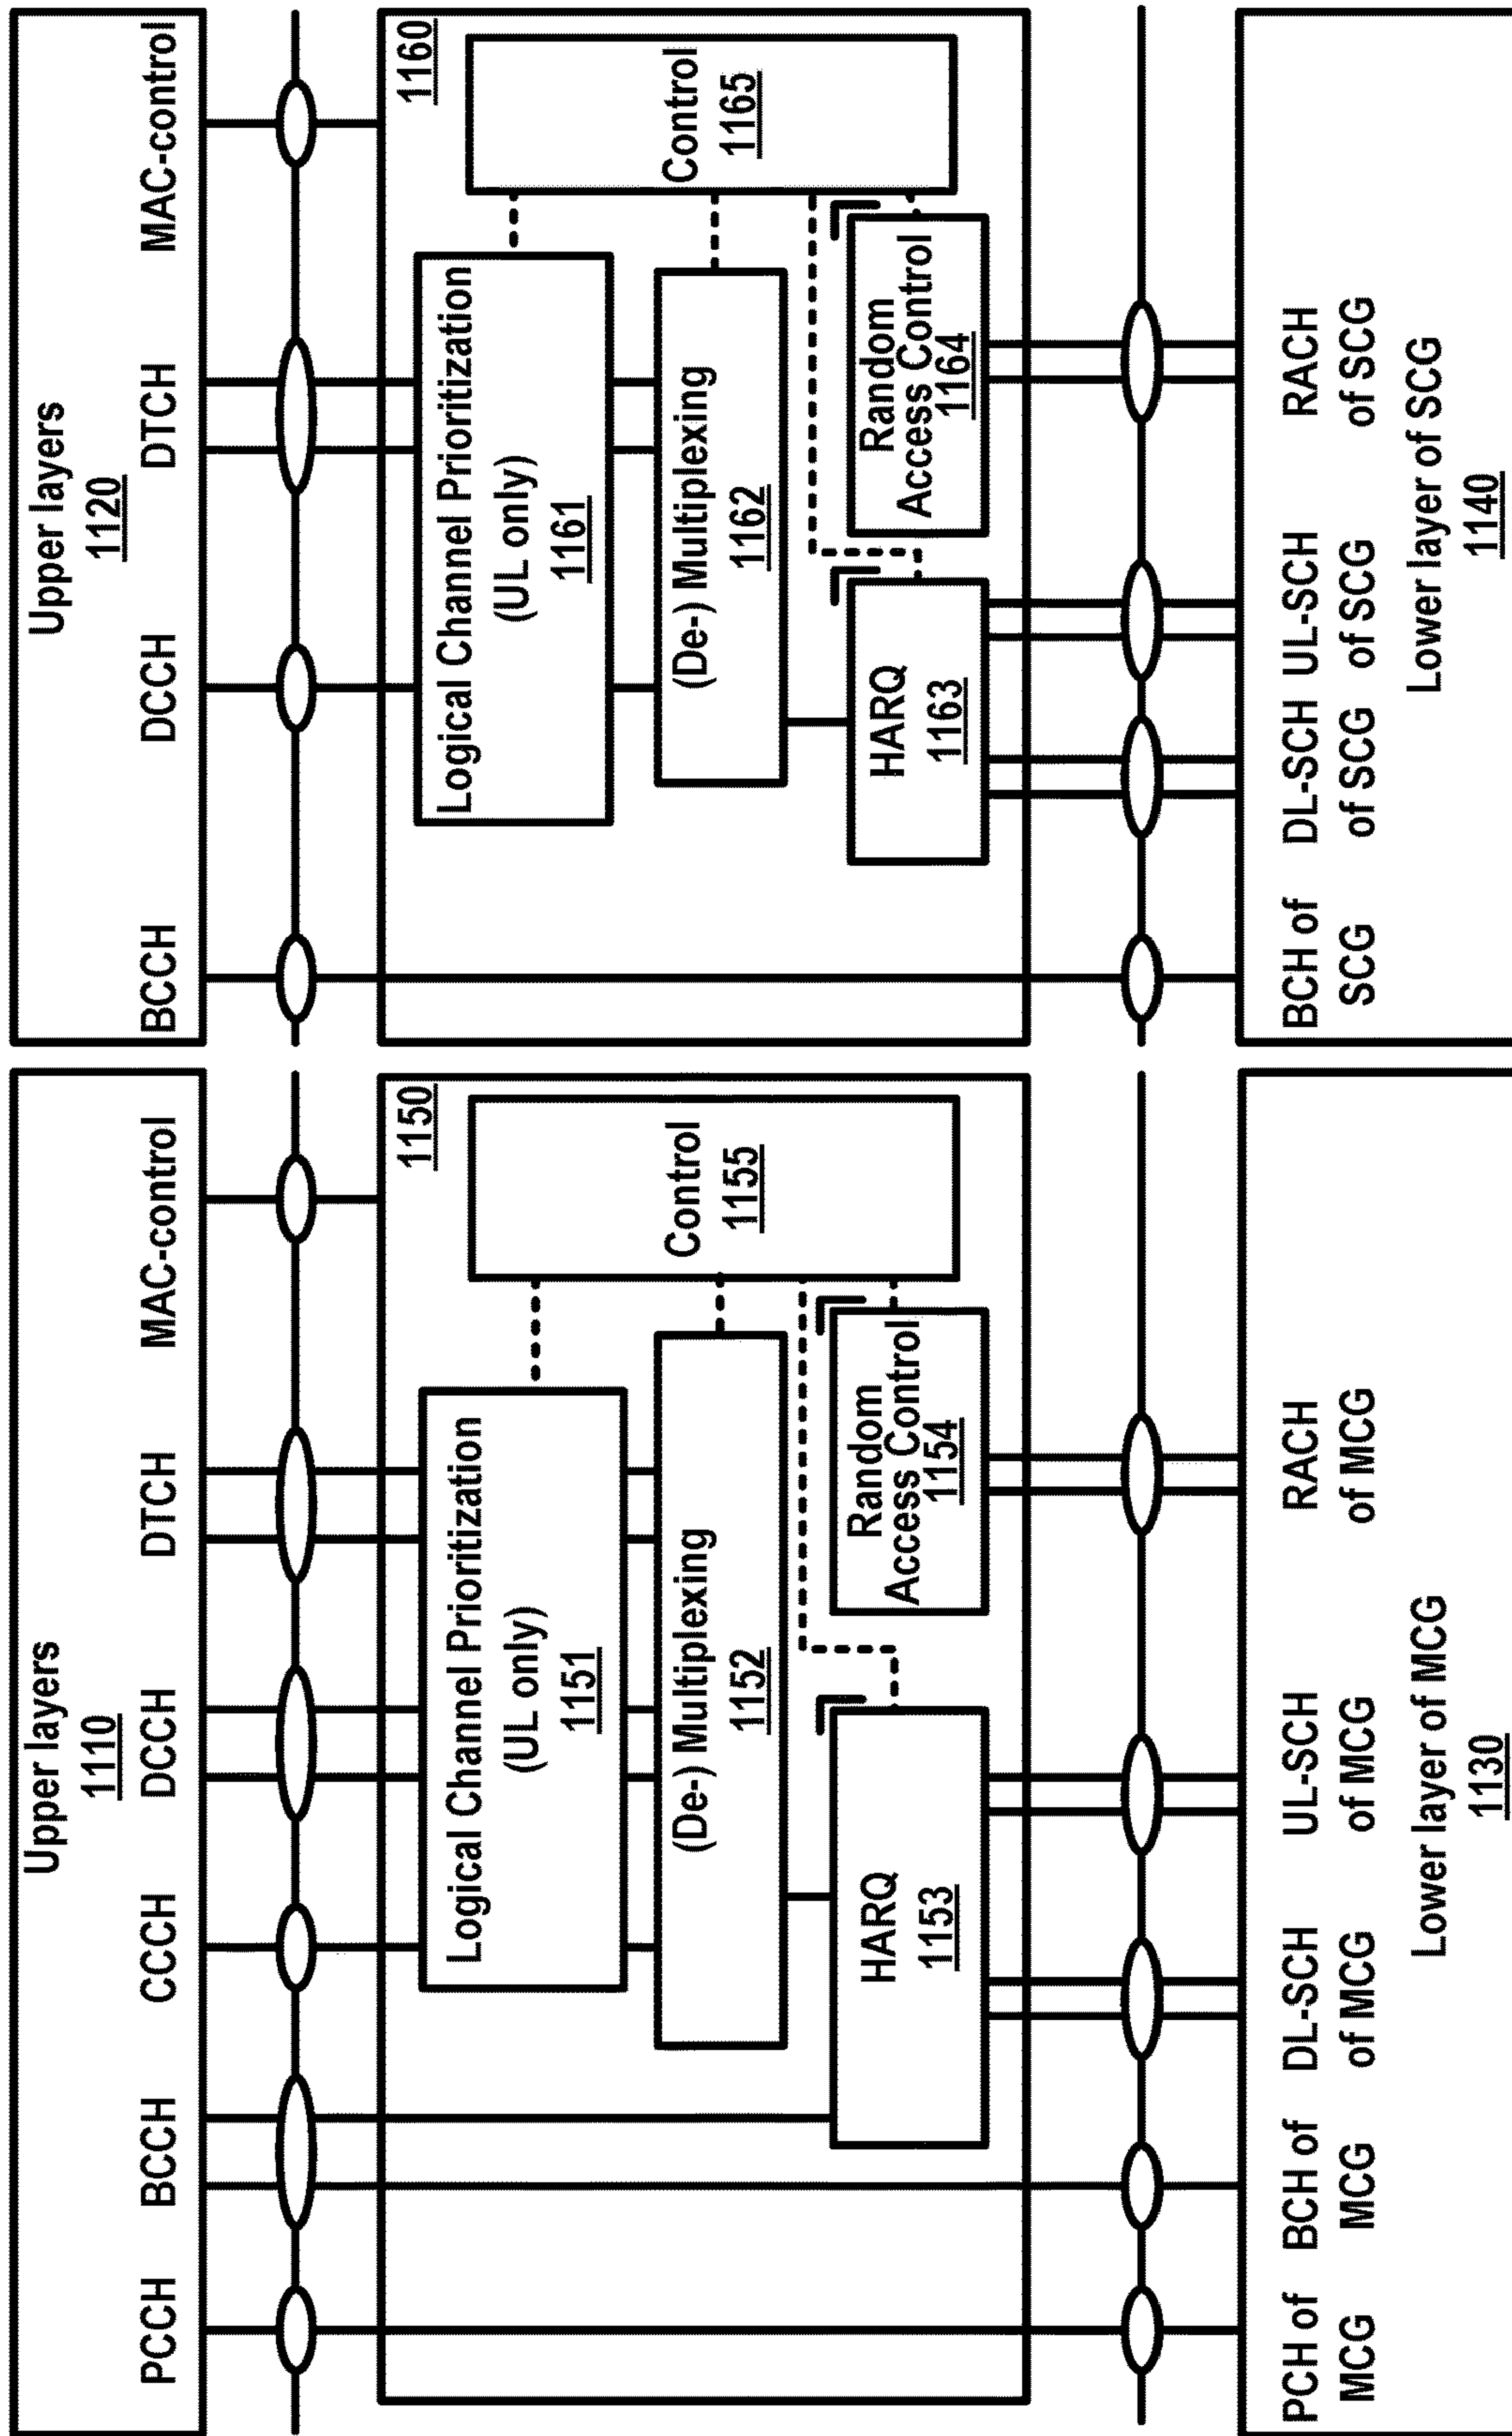 Upper layers
1110
PCCH
BCCH
CCCH
DCCH
DTCH
MAC-control
1150
Logical Channel Prioritization
(UL only)
1151
(De-) Multiplexing
1152
HARQ
1153
Random
Access Control
1154
Control
1155
PCH of
MCG
BCH of
MCG
DL-SCH
of MCG
UL-SCH
of MCG
RACH
of MCG
Lower layer of MCG
1130
Upper layers
1120
BCCH
DCCH
DTCH
MAC-control
1160
Logical Channel Prioritization
(UL only)
1161
(De-) Multiplexing
1162
HARQ
1163
Random
Access Control
1164
Control
1165
BCH of
SCG
DL-SCH
of SCG
UL-SCH
of SCG
RACH
of SCG
Lower layer of SCG
1140